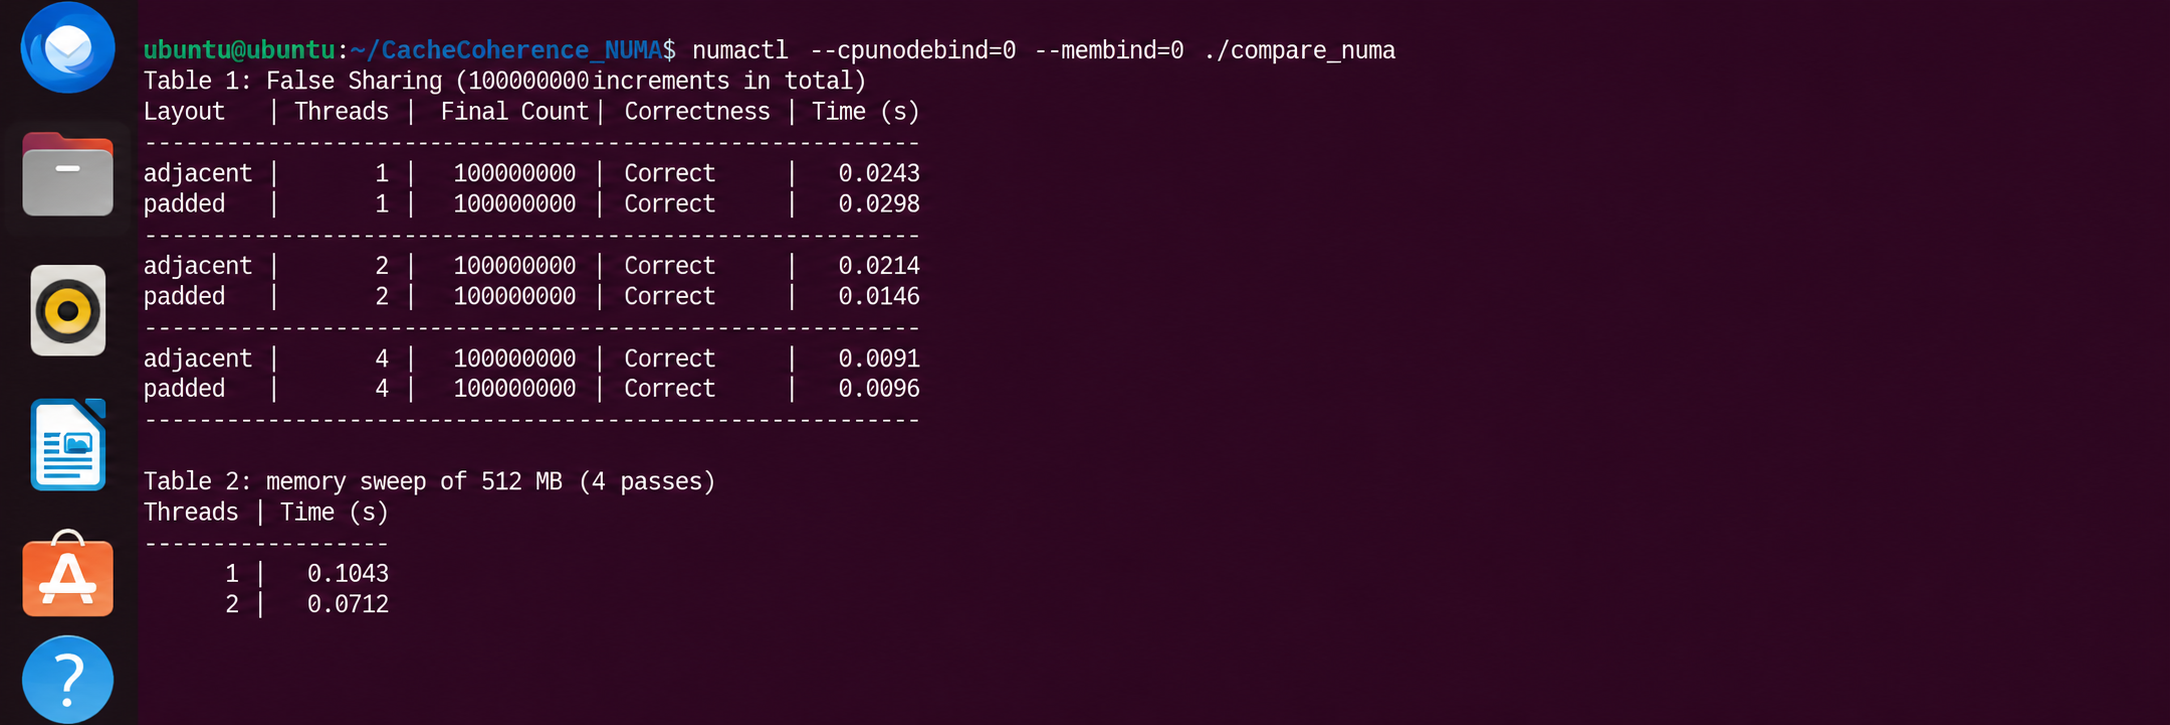 ubuntu@ubuntu:~/CacheCoherence_NUMA$ numactl --cpunodebind=0 --membind=0 ./compare_numa
Table 1: False Sharing (100000000increments in total)
Layout   | Threads |  Final Count| Correctness | Time (s)
---------------------------------------------------------
adjacent |       1 |   100000000 | Correct     |   0.0243
padded   |       1 |   100000000 | Correct     |   0.0298
---------------------------------------------------------
adjacent |       2 |   100000000 | Correct     |   0.0214
padded   |       2 |   100000000 | Correct     |   0.0146
---------------------------------------------------------
adjacent |       4 |   100000000 | Correct     |   0.0091
padded   |       4 |   100000000 | Correct     |   0.0096
---------------------------------------------------------
Table 2: memory sweep of 512 MB (4 passes)
Threads | Time (s)
------------------
      1 |   0.1043
      2 |   0.0712